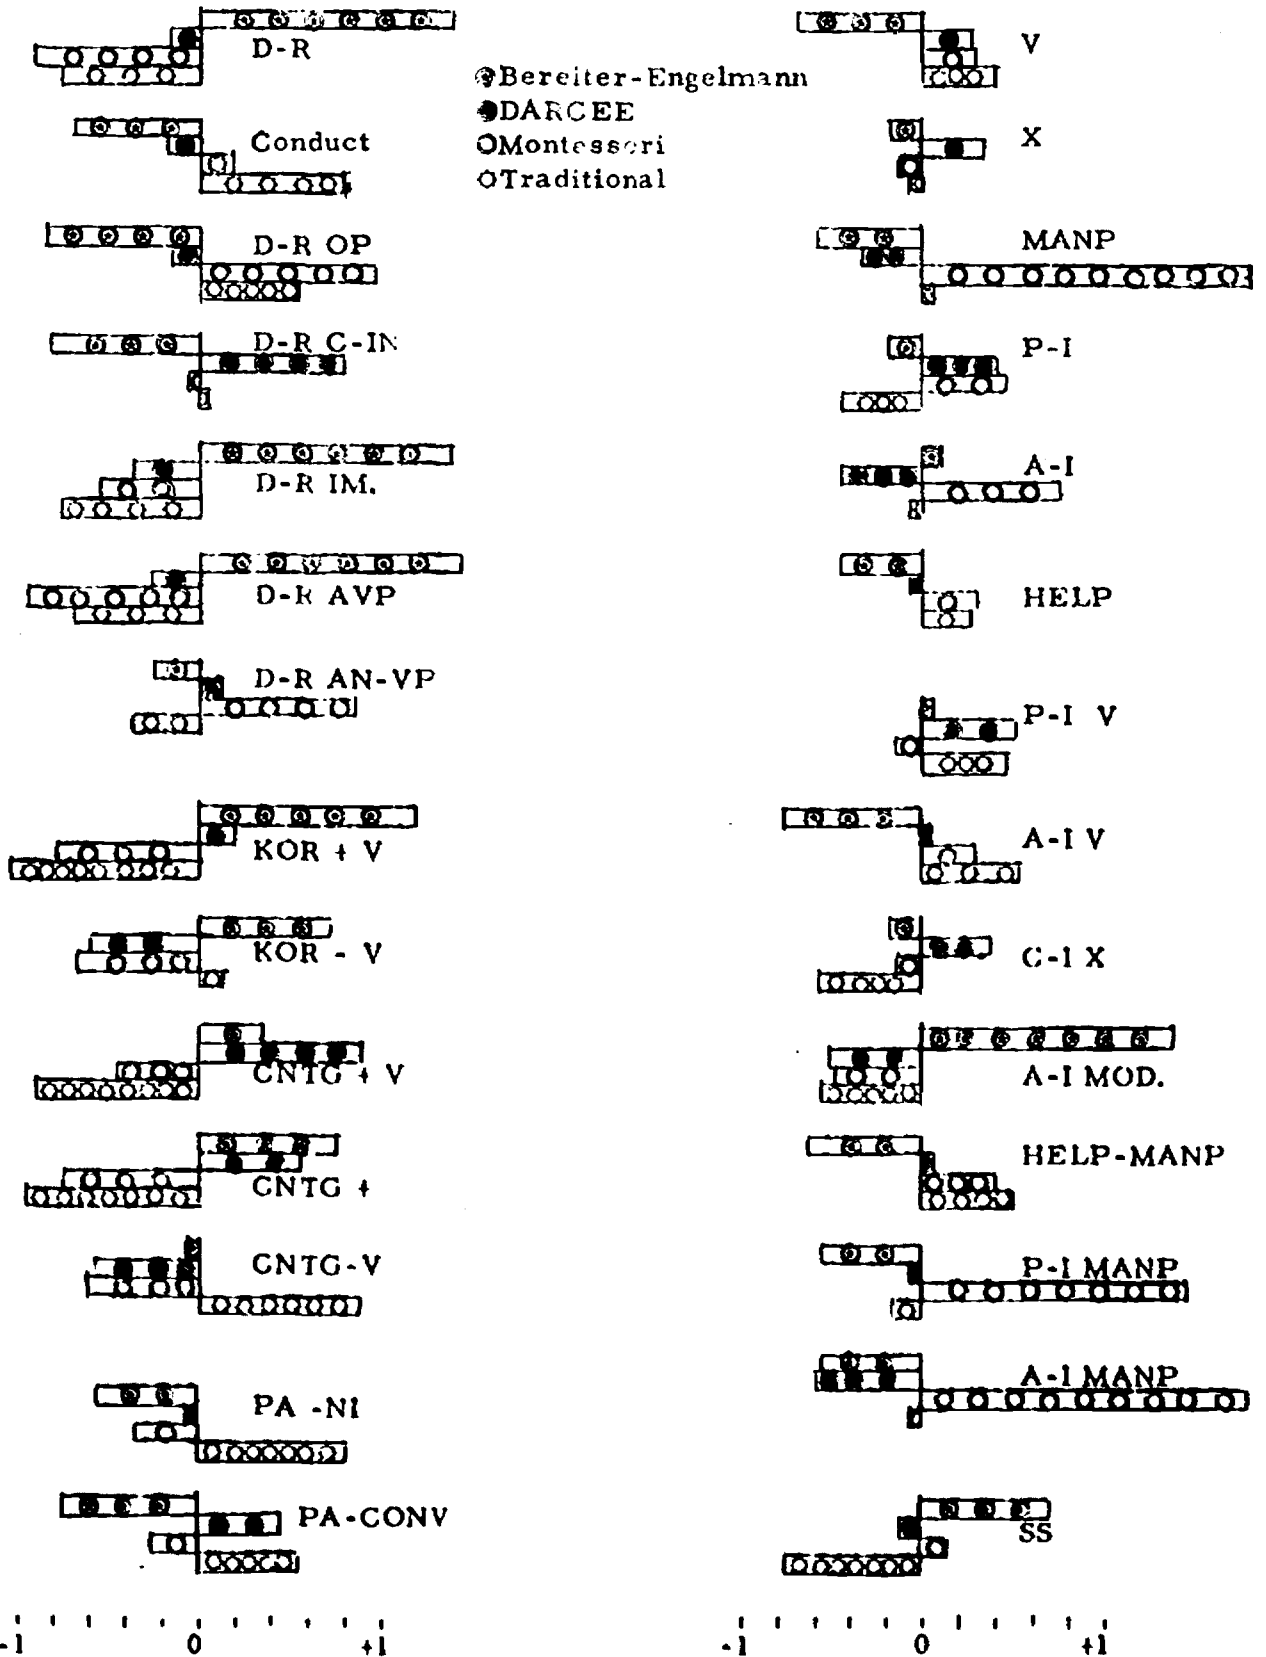 D-R
Bereiter-Engelmann
DARCEE
Montessori
Traditional
Conduct
D-R OP
D-R C-IN
D-R IM.
D-R AVP
D-R AN-VP
KOR + V
KOR - V
CNTG + V
CNTG +
CNTG-V
PA -NI
PA-CONV
-1 0 +1
V
X
MANP
P-I
A-I
HELP
P-I V
A-I V
C-I X
A-I MOD.
HELP-MANP
P-I MANP
A-I MANP
SS
-1 0 +1